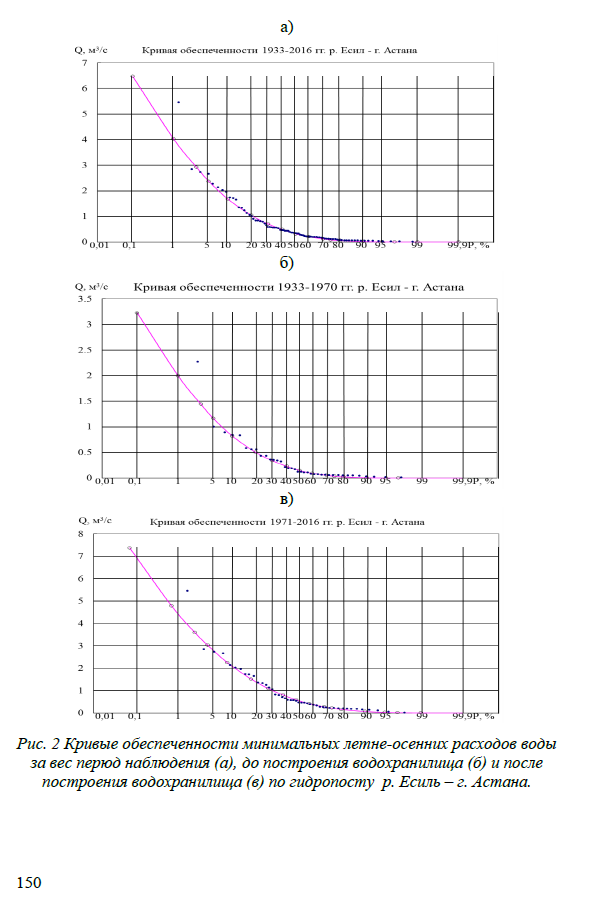 а)
Q, м³/с Кривая обеспеченности 1933-2016 гг. р. Есил - г. Астана
7
6
5
4
3
2
1
0
0,01 0,1 1 5 10 20 30 40 50 60 70 80 90 95 99 99,9 P, %
б)
Q, м³/с Кривая обеспеченности 1933-1970 гг. р. Есил - г. Астана
3.5
3
2.5
2
1.5
1
0.5
0
0,01 0,1 1 5 10 20 30 40 50 60 70 80 90 95 99 99,9 P, %
в)
Q, м³/с Кривая обеспеченности 1971-2016 гг. р. Есил - г. Астана
8
7
6
5
4
3
2
1
0
0,01 0,1 1 5 10 20 30 40 50 60 70 80 90 95 99 99,9 P, %
Рис. 2 Кривые обеспеченности минимальных летне-осенних расходов воды
за вес перюд наблюдения (а), до построения водохранилища (б) и после
построения водохранилища (в) по гидропосту р. Есиль – г. Астана.
150